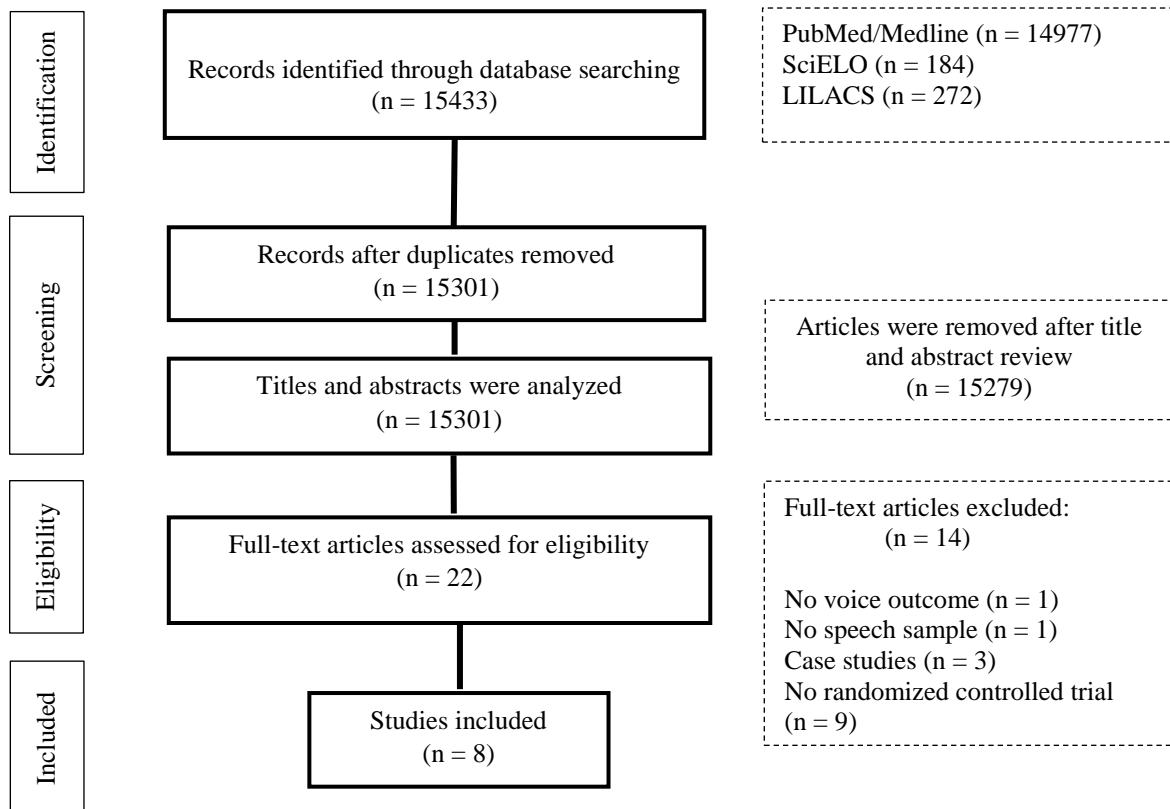 Identification
Records identified through database searching
(n = 15433)
PubMed/Medline (n = 14977)
SciELO (n = 184)
LILACS (n = 272)
Screening
Records after duplicates removed
(n = 15301)
Titles and abstracts were analyzed
(n = 15301)
Articles were removed after title
and abstract review
(n = 15279)
Eligibility
Full-text articles assessed for eligibility
(n = 22)
Full-text articles excluded:
(n = 14)
No voice outcome (n = 1)
No speech sample (n = 1)
Case studies (n = 3)
No randomized controlled trial
(n = 9)
Included
Studies included
(n = 8)